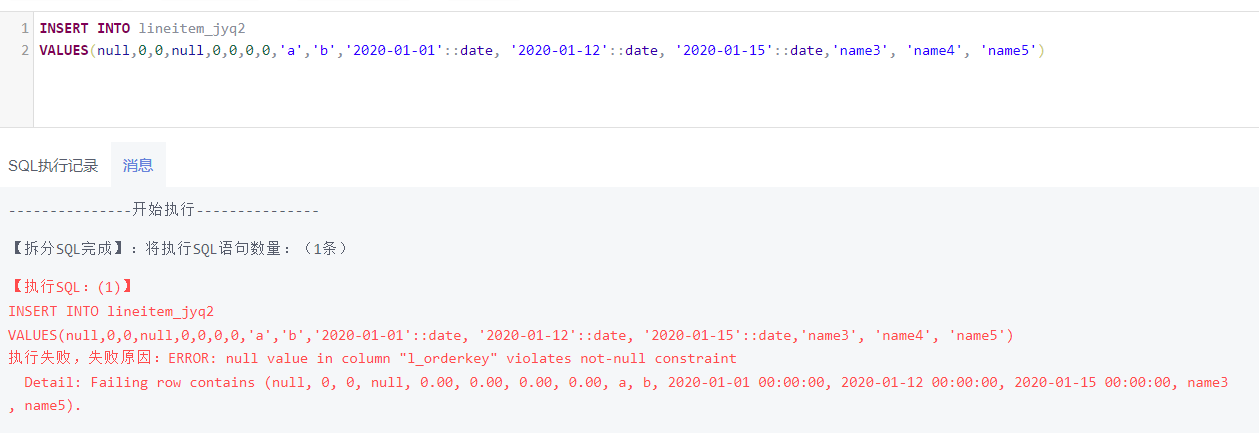 1 INSERT INTO lineitem_jyq2
2 VALUES(null,0,0,null,0,0,0,0,'a','b','2020-01-01'::date, '2020-01-12'::date, '2020-01-15'::date,'name3', 'name4', 'name5')
SQL执行记录 消息
---------------开始执行---------------
【拆分SQL完成】：将执行SQL语句数量：（1条）
【执行SQL：(1)】
INSERT INTO lineitem_jyq2
VALUES(null,0,0,null,0,0,0,0,'a','b','2020-01-01'::date, '2020-01-12'::date, '2020-01-15'::date,'name3', 'name4', 'name5')
执行失败，失败原因：ERROR: null value in column "l_orderkey" violates not-null constraint
Detail: Failing row contains (null, 0, 0, null, 0.00, 0.00, 0.00, 0.00, a, b, 2020-01-01 00:00:00, 2020-01-12 00:00:00, 2020-01-15 00:00:00, name3
, name5).